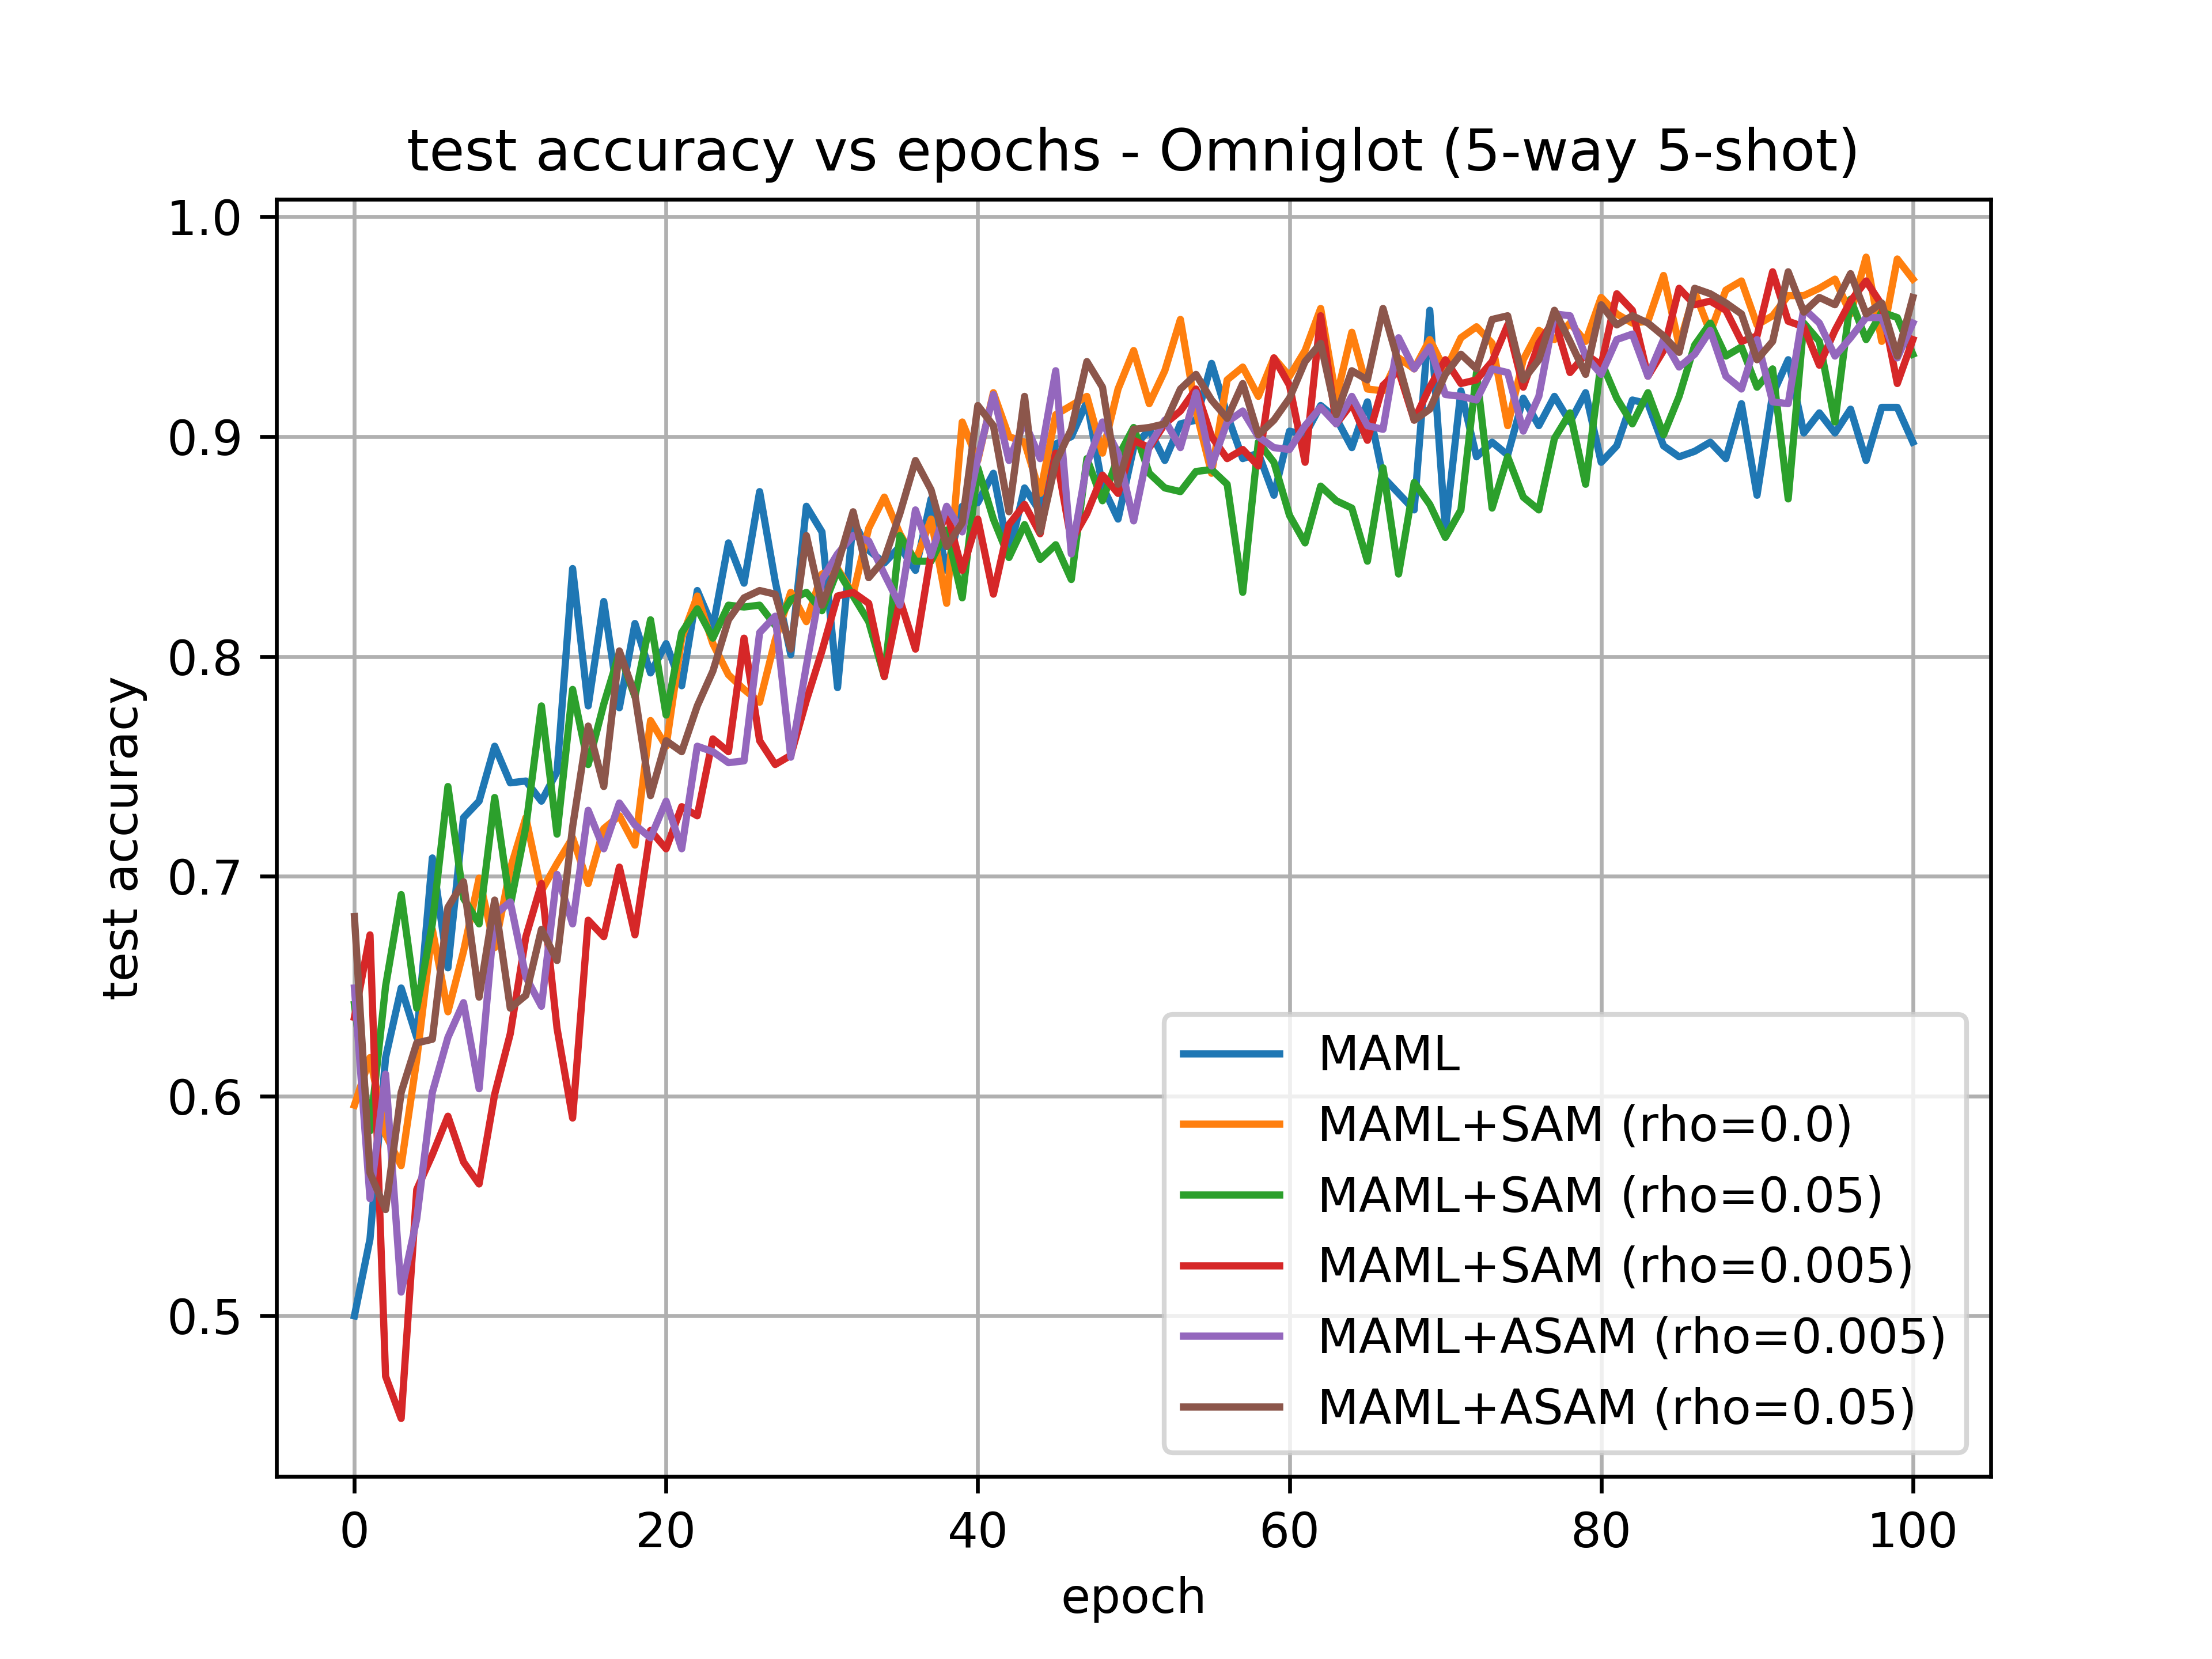 test accuracy vs epochs - Omniglot (5-way 5-shot)
1.0
0.9
0.8
0.7
0.6
0.5
test accuracy
MAML
MAML+SAM (rho=0.0)
MAML+SAM (rho=0.05)
MAML+SAM (rho=0.005)
MAML+ASAM (rho=0.005)
MAML+ASAM (rho=0.05)
0 20 40 60 80 100
epoch